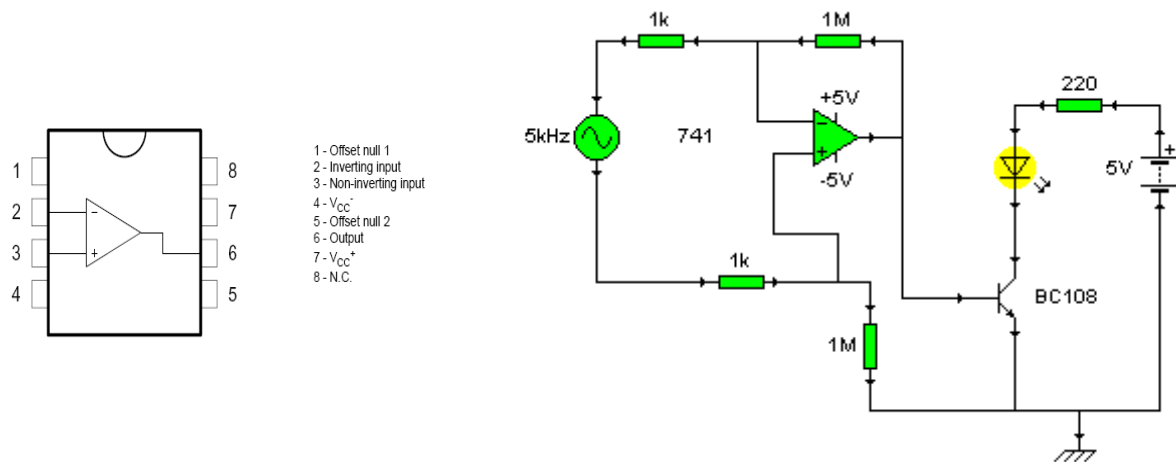 1
2
3
4
8
7
6
5
1 - Offset null 1
2 - Inverting input
3 - Non-inverting input
4 - VCC-
5 - Offset null 2
6 - Output
7 - VCC+
8 - N.C.
1k
1M
5kHz
741
+5V
-5V
220
5V
+
1k
BC108
1M